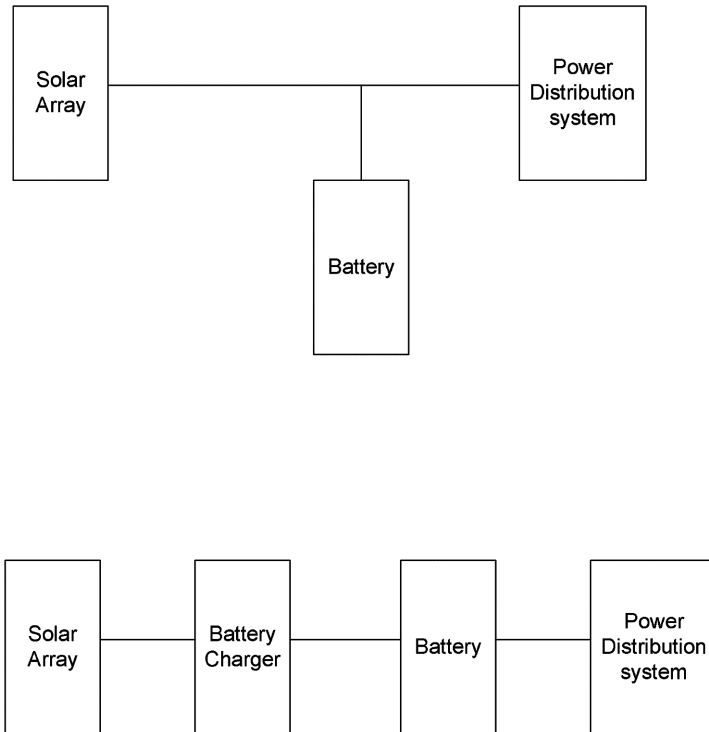 Solar
Array
Power
Distribution
system
Battery
Solar
Array
Battery
Charger
Battery
Power
Distribution
system